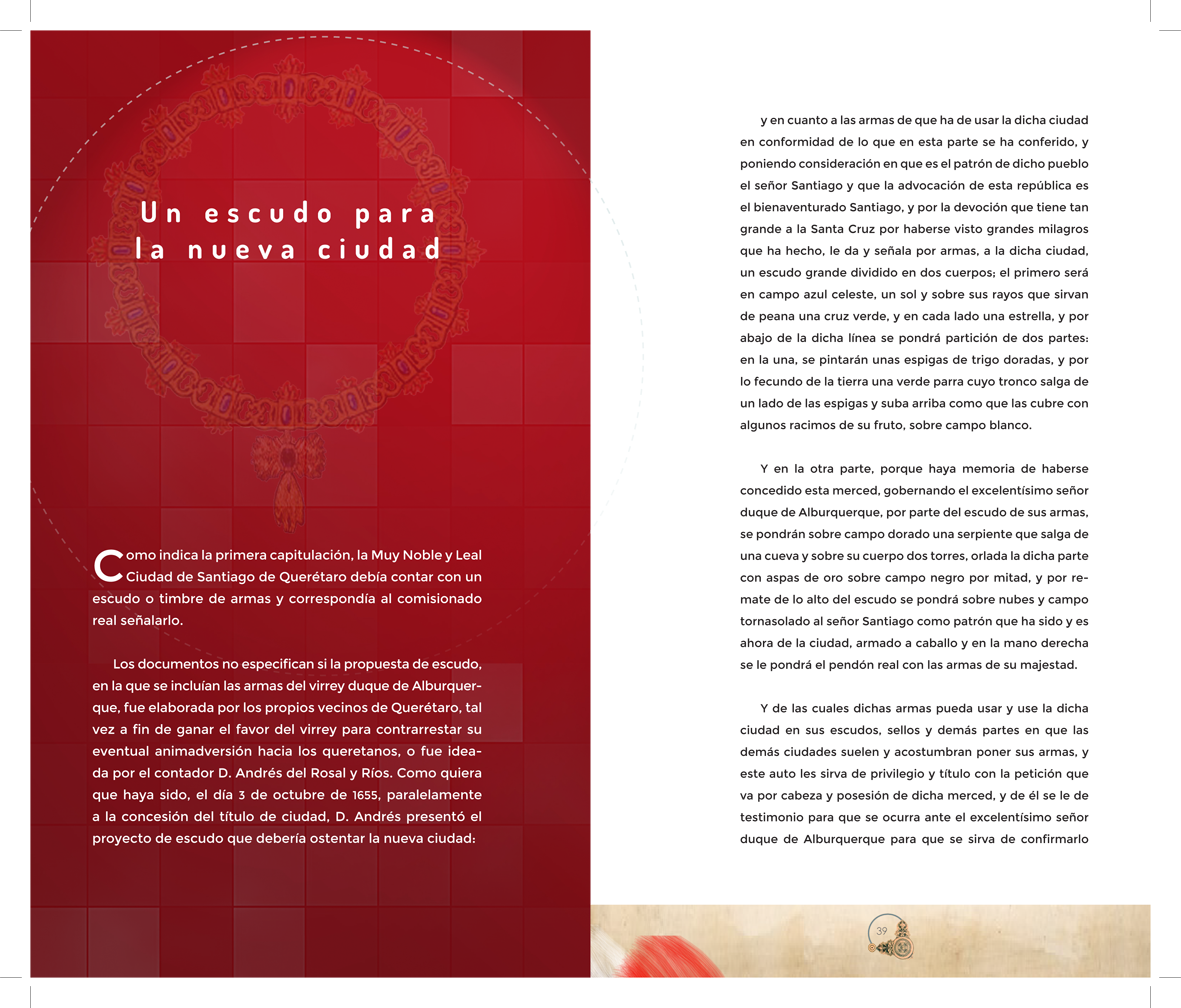 Un escudo para
la nueva ciudad
Como indica la primera capitulación, la Muy Noble y Leal
Ciudad de Santiago de Querétaro debía contar con un
escudo o timbre de armas y correspondía al comisionado
real señalarlo.
Los documentos no especifican si la propuesta de escudo,
en la que se incluían las armas del virrey duque de Alburquer-
que, fue elaborada por los propios vecinos de Querétaro, tal
vez a fin de ganar el favor del virrey para contrarrestar su
eventual animadversión hacia los queretanos, o fue idea-
da por el contador D. Andrés del Rosal y Ríos. Como quiera
que haya sido, el día 3 de octubre de 1655, paralelamente
a la concesión del título de ciudad, D. Andrés presentó el
proyecto de escudo que debería ostentar la nueva ciudad:
y en cuanto a las armas de que ha de usar la dicha ciudad
en conformidad de lo que en esta parte se ha conferido, y
poniendo consideración en que es el patrón de dicho pueblo
el señor Santiago y que la advocación de esta república es
el bienaventurado Santiago, y por la devoción que tiene tan
grande a la Santa Cruz por haberse visto grandes milagros
que ha hecho, le da y señala por armas, a la dicha ciudad,
un escudo grande dividido en dos cuerpos; el primero será
en campo azul celeste, un sol y sobre sus rayos que sirvan
de peana una cruz verde, y en cada lado una estrella, y por
abajo de la dicha línea se pondrá partición de dos partes:
en la una, se pintarán unas espigas de trigo doradas, y por
lo fecundo de la tierra una verde parra cuyo tronco salga de
un lado de las espigas y suba arriba como que las cubre con
algunos racimos de su fruto, sobre campo blanco.
Y en la otra parte, porque haya memoria de haberse
concedido esta merced, gobernando el excelentísimo señor
duque de Alburquerque, por parte del escudo de sus armas,
se pondrán sobre campo dorado una serpiente que salga de
una cueva y sobre su cuerpo dos torres, orlada la dicha parte
con aspas de oro sobre campo negro por mitad, y por re-
mate de lo alto del escudo se pondrá sobre nubes y campo
tornasolado al señor Santiago como patrón que ha sido y es
ahora de la ciudad, armado a caballo y en la mano derecha
se le pondrá el pendón real con las armas de su majestad.
Y de las cuales dichas armas pueda usar y use la dicha
ciudad en sus escudos, sellos y demás partes en que las
demás ciudades suelen y acostumbran poner sus armas, y
este auto les sirva de privilegio y título con la petición que
va por cabeza y posesión de dicha merced, y de él se le de
testimonio para que se ocurra ante el excelentísimo señor
duque de Alburquerque para que se sirva de confirmarlo
39